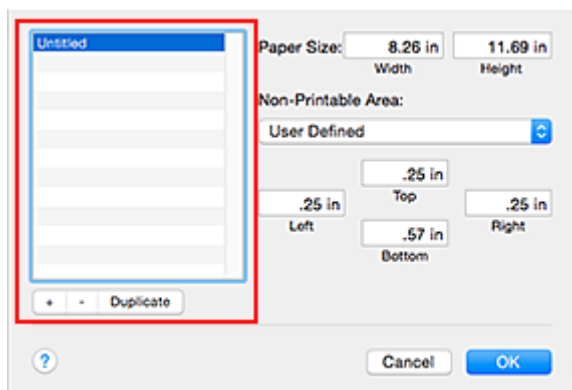 Untitled
Paper Size: 8.26 in 11.69 in
Width Height
Non-Printable Area:
User Defined
.25 in
Top
.25 in .25 in
Left Right
.57 in
Bottom
+ - Duplicate
? Cancel OK